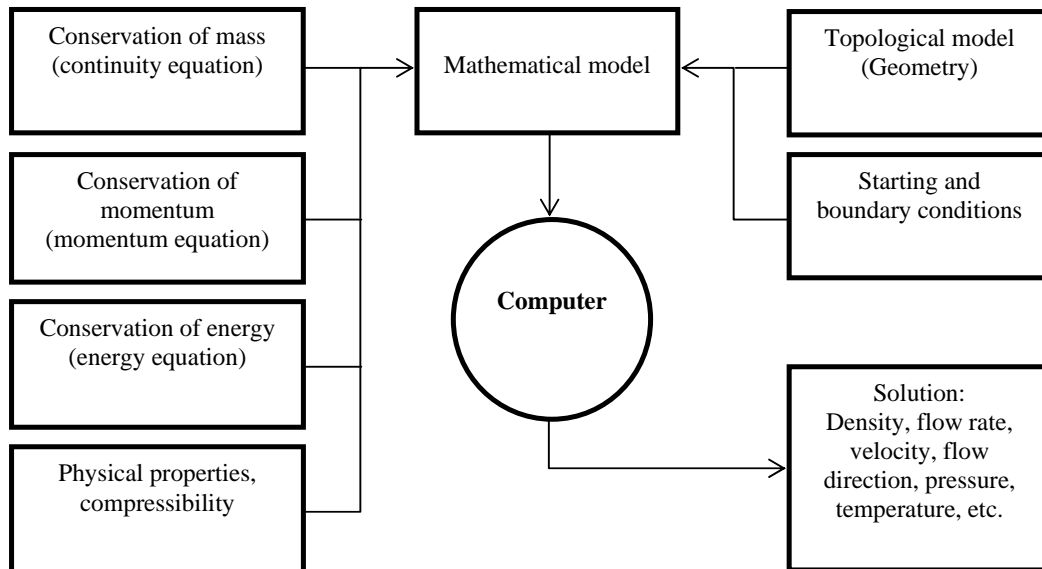 Conservation of mass
(continuity equation)
Mathematical model
Topological model
(Geometry)
Conservation of
momentum
(momentum equation)
Starting and
boundary conditions
Computer
Conservation of energy
(energy equation)
Physical properties,
compressibility
Solution:
Density, flow rate,
velocity, flow
direction, pressure,
temperature, etc.